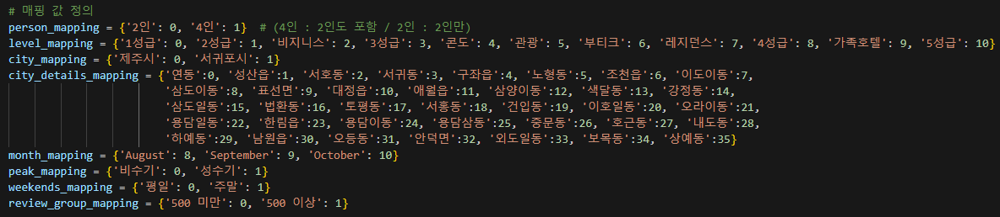 # 매핑 값 정의
person_mapping = {'2인': 0, '4인': 1}  # (4인 : 2인도 포함 / 2인 : 2인만)
level_mapping = {'1성급': 0, '2성급': 1, '비지니스': 2, '3성급': 3, '콘도': 4, '관광': 5, '부티크': 6, '레지던스': 7, '4성급': 8, '가족호텔': 9, '5성급': 10}
city_mapping = {'제주시': 0, '서귀포시': 1}
city_details_mapping = {'연동':0, '성산읍':1, '서호동':2, '서귀동':3, '구좌읍':4, '노형동':5, '조천읍':6, '이도이동':7,
'삼도이동':8, '표선면':9, '대정읍':10, '애월읍':11, '삼양이동':12, '색달동':13, '강정동':14,
'삼도일동':15, '법환동':16, '토평동':17, '서홍동':18, '건입동':19, '이호일동':20, '오라이동':21,
'용담일동':22, '한림읍':23, '용담이동':24, '용담삼동':25, '중문동':26, '호근동':27, '내도동':28,
'하예동':29, '남원읍':30, '오등동':31, '안덕면':32, '외도일동':33, '보목동':34, '상예동':35}
month_mapping = {'August': 8, 'September': 9, 'October': 10}
peak_mapping = {'비수기': 0, '성수기': 1}
weekends_mapping = {'평일': 0, '주말': 1}
review_group_mapping = {'500 미만': 0, '500 이상': 1}